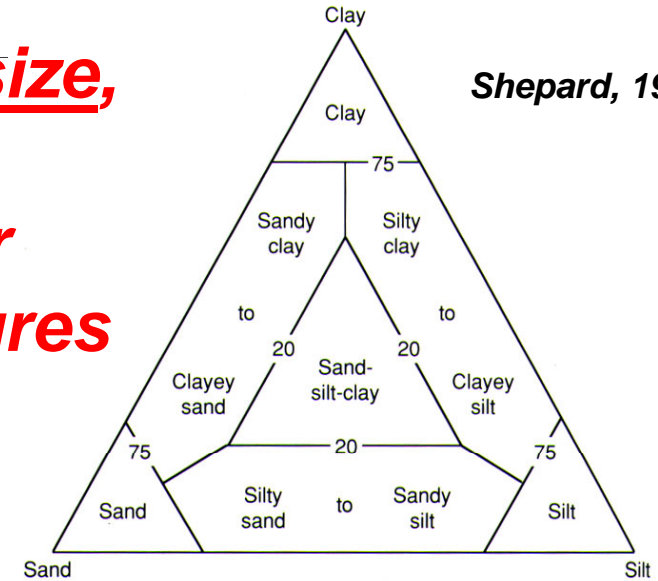 Clay
size,
Shepard, 19
Clay
75
Sandy clay
Silty clay
r
to
to
ures
20
20
Sand-
silt-clay
Clayey sand
Clayey silt
75
20
75
Sand
Silty sand
to
Sandy silt
Silt
Sand
Silt